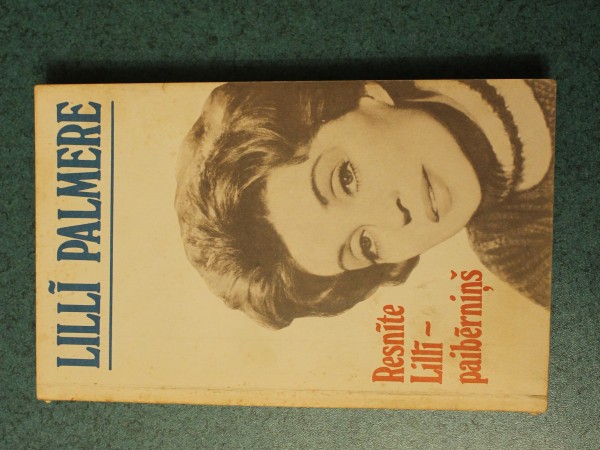 LILLĪ PALMERE
Resnīte
Lillī –
paibērniņš